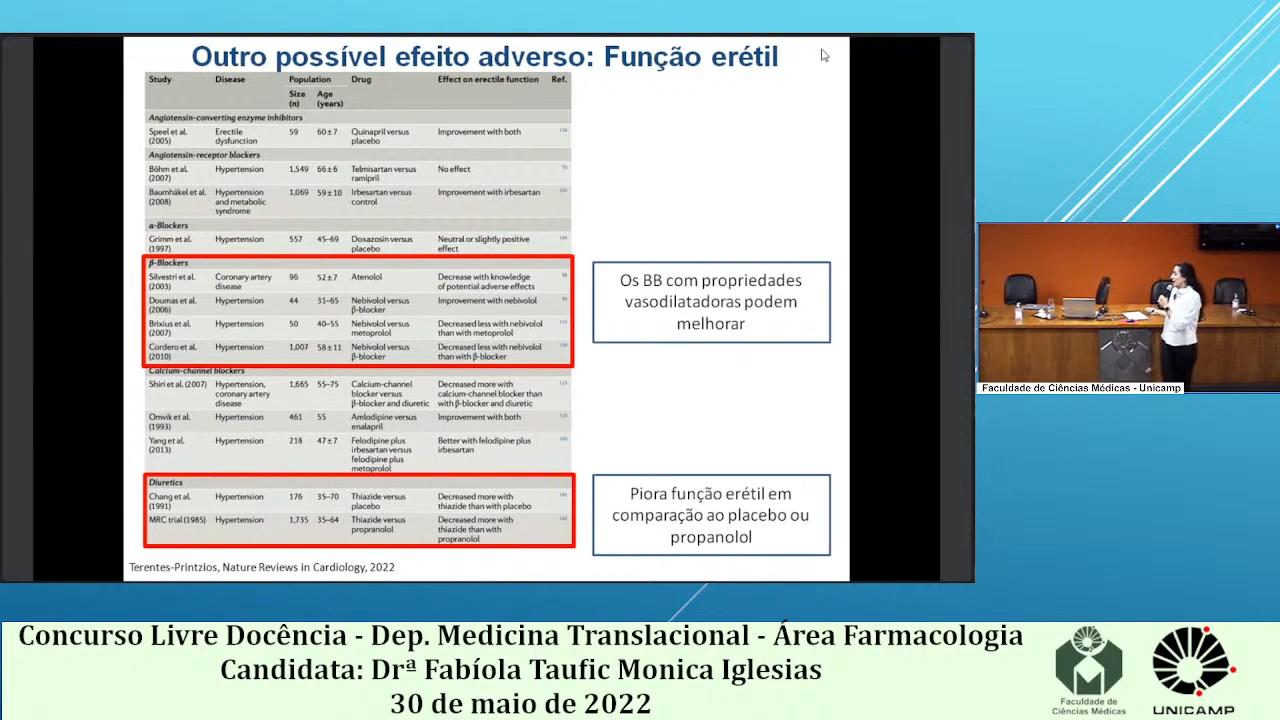 Outro possível efeito adverso: Função erétil
Study Disease Population Drug Effect on erectile function Ref.
Size (n) Age (years)
Angiotensin-converting enzyme inhibitors
Speel et al. (2005) Erectile dysfunction 59 60±7 Quinapril versus placebo Improvement with both
Angiotensin-receptor blockers
Böhm et al. (2007) Hypertension 1,549 66±6 Telmisartan versus ramipril No effect
Baumhäkel et al. (2008) Hypertension and metabolic syndrome 1,069 59±10 Irbesartan versus control Improvement with irbesartan
α-Blockers
Grimm et al. (1997) Hypertension 557 45–69 Doxazosin versus placebo Neutral or slightly positive effect
β-Blockers
Silvestri et al. (2003) Coronary artery disease 96 52±7 Atenolol Decrease with knowledge of potential adverse effects
Doumas et al. (2006) Hypertension 44 31–65 Nebivolol versus β-blocker Improvement with nebivolol
Brixius et al. (2007) Hypertension 50 40–55 Nebivolol versus metoprolol Decreased less with nebivolol than with metoprolol
Cordero et al. (2010) Hypertension 1,007 58±11 Nebivolol versus β-blocker Decreased less with nebivolol than with β-blocker
Calcium-channel blockers
Shiri et al. (2007) Hypertension, coronary artery disease 1,665 55–75 Calcium-channel blocker versus β-blocker and diuretic Decreased more with calcium-channel blocker than with β-blocker and diuretic
Omvik et al. (1993) Hypertension 461 55 Amlodipine versus enalapril Improvement with both
Yang et al. (2013) Hypertension 218 47±7 Felodipine plus irbesartan versus felodipine plus metoprolol Better with felodipine plus irbesartan
Diuretics
Chang et al. (1991) Hypertension 176 35–70 Thiazide versus placebo Decreased more with thiazide than with placebo
MRC trial (1985) Hypertension 1,735 35–64 Thiazide versus propranolol Decreased more with thiazide than with propranolol
Os BB com propriedades
vasodilatadoras podem
melhorar
Piora função erétil em
comparação ao placebo ou
propanolol
Terentes-Printzios, Nature Reviews in Cardiology, 2022
Faculdade de Ciências Médicas - Unicamp
Concurso Livre Docência - Dep. Medicina Translacional - Área Farmacologia
Candidata: Drª Fabíola Taufic Monica Iglesias
30 de maio de 2022
Faculdade de
Ciências Médicas
UNICAMP